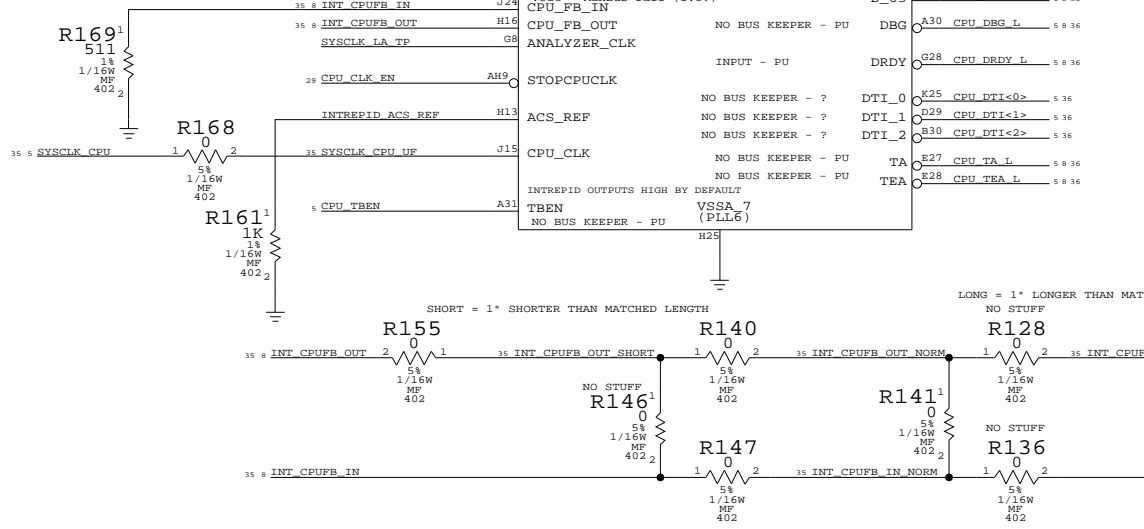 35 8 INT_CPUFB_IN J24 CPU_FB_IN
35 8 INT_CPUFB_OUT H16 CPU_FB_OUT NO BUS KEEPER - PU DBG A30 CPU_DBG_L 5 8 36
SYSCLK_LA_TP G8 ANALYZER_CLK
INPUT - PU DRDY G28 CPU_DRDY_L 5 8 36
29 CPU_CLK_EN AH9 STOPCPUCLK
NO BUS KEEPER - ? DTI_0 K25 CPU_DTI<0> 5 36
INTREPID_ACS_REF H13 ACS_REF NO BUS KEEPER - ? DTI_1 D29 CPU_DTI<1> 5 36
NO BUS KEEPER - ? DTI_2 B30 CPU_DTI<2> 5 36
35 SYSCLK_CPU_UF J15 CPU_CLK NO BUS KEEPER - PU TA E27 CPU_TA_L 5 8 36
NO BUS KEEPER - PU TEA E28 CPU_TEA_L 5 8 36
INTREPID OUTPUTS HIGH BY DEFAULT
5 CPU_TBEN A31 TBEN VSSA_7
(PLL6)
NO BUS KEEPER - PU
H25
R169 1
511
1%
1/16W
MF
402 2
R168
0
35 5 SYSCLK_CPU 1 2
5%
1/16W
MF
402
R161 1
1K
1%
1/16W
MF
402 2
SHORT = 1" SHORTER THAN MATCHED LENGTH
LONG = 1" LONGER THAN MAT
NO STUFF
R155 R140 R128
0 0 0
35 8 INT_CPUFB_OUT 2 1 35 INT_CPUFB_OUT_SHORT 1 2 35 INT_CPUFB_OUT_NORM 1 2 35 INT_CPUF
5% 5% 5%
1/16W 1/16W 1/16W
MF MF MF
402 402 402
NO STUFF
R146 1 R141 1
0 0
5% 5%
1/16W 1/16W
MF MF
402 2 402 2
NO STUFF
R147 R136
0 0
35 8 INT_CPUFB_IN 1 2 35 INT_CPUFB_IN_NORM 1 2
5% 5%
1/16W 1/16W
MF MF
402 402